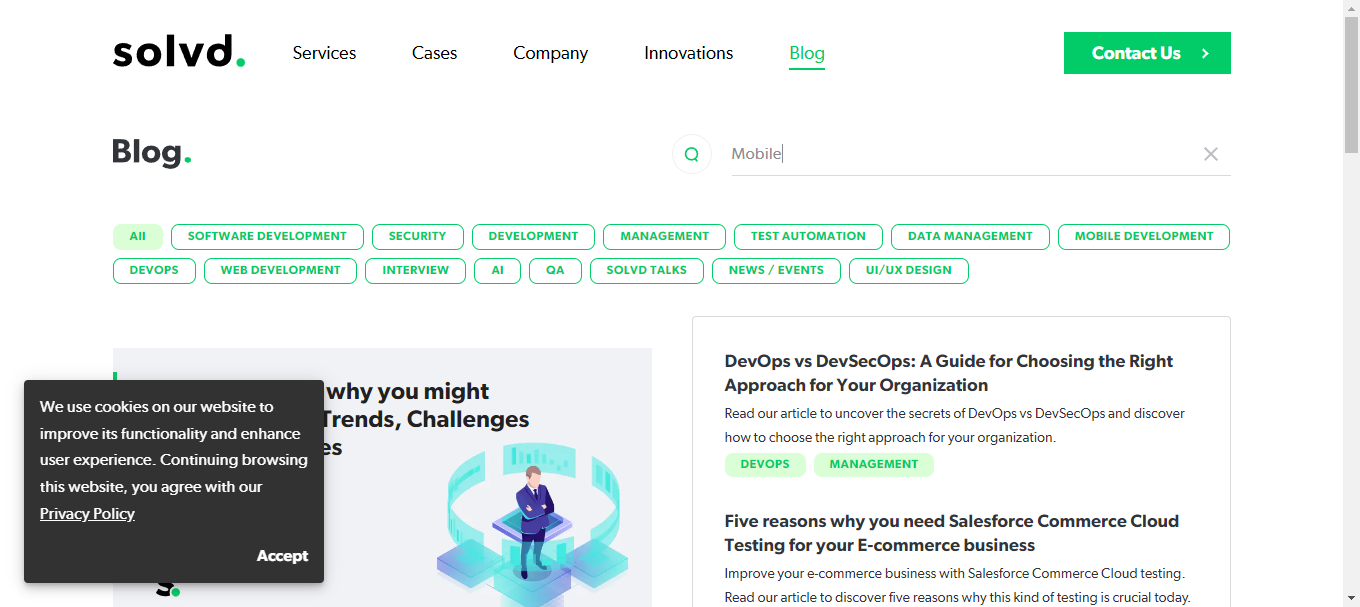 solvd.
Services
Cases
Company
Innovations
Blog
Contact Us
Blog.
Mobile
All
SOFTWARE DEVELOPMENT
SECURITY
DEVELOPMENT
MANAGEMENT
TEST AUTOMATION
DATA MANAGEMENT
MOBILE DEVELOPMENT
DEVOPS
WEB DEVELOPMENT
INTERVIEW
AI
QA
SOLVD TALKS
NEWS / EVENTS
UI/UX DESIGN
why you might
Trends, Challenges
We use cookies on our website to
improve its functionality and enhance
user experience. Continuing browsing
this website, you agree with our
Privacy Policy
Accept
DevOps vs DevSecOps: A Guide for Choosing the Right
Approach for Your Organization
Read our article to uncover the secrets of DevOps vs DevSecOps and discover
how to choose the right approach for your organization.
DEVOPS
MANAGEMENT
Five reasons why you need Salesforce Commerce Cloud
Testing for your E-commerce business
Improve your e-commerce business with Salesforce Commerce Cloud testing.
Read our article to discover five reasons why this kind of testing is crucial today.